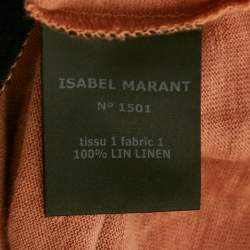 ISABEL MARANT
N° 1501
tissu 1 fabric 1
100% LIN LINEN